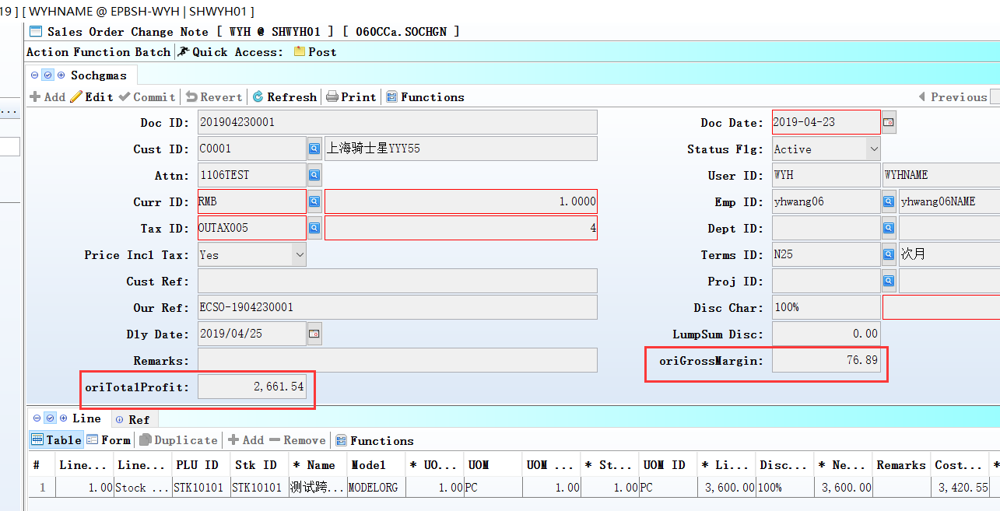 19 ] [ WYHNAME @ EPBSH-WYH | SHWYH01 ]
Sales Order Change Note [ WYH @ SHWYH01 ] [ 060CCa.SOCHGN ]
Action Function Batch Quick Access: Post
Sochgmas
Add Edit Commit Revert Refresh Print Functions Previous
...
Doc ID: 201904230001 Doc Date: 2019-04-23
Cust ID: C0001 上海骑士星YYY55 Status Flg: Active
Attn: 1106TEST User ID: WYH WYHNAME
Curr ID: RMB 1.0000 Emp ID: yhwang06 yhwang06NAME
Tax ID: OUTAX005 4 Dept ID:
Price Incl Tax: Yes Terms ID: N25 次月
Cust Ref: Proj ID:
Our Ref: ECSO-1904230001 Disc Char: 100%
Dly Date: 2019/04/25 LumpSum Disc: 0.00
Remarks: oriGrossMargin: 76.89
oriTotalProfit: 2,661.54
Line Ref
Table Form Duplicate Add Remove Functions
# Line... Line... PLU ID Stk ID * Name Model * UO... UOM UOM ... * St... UOM ID * Li... Disc... * Ne... Remarks Cost... *
1 1.00 Stock ... STK10101 STK10101 测试跨... MODELORG 1.00 PC 1.00 1.00 PC 3,600.00 100% 3,600.00 3,420.55